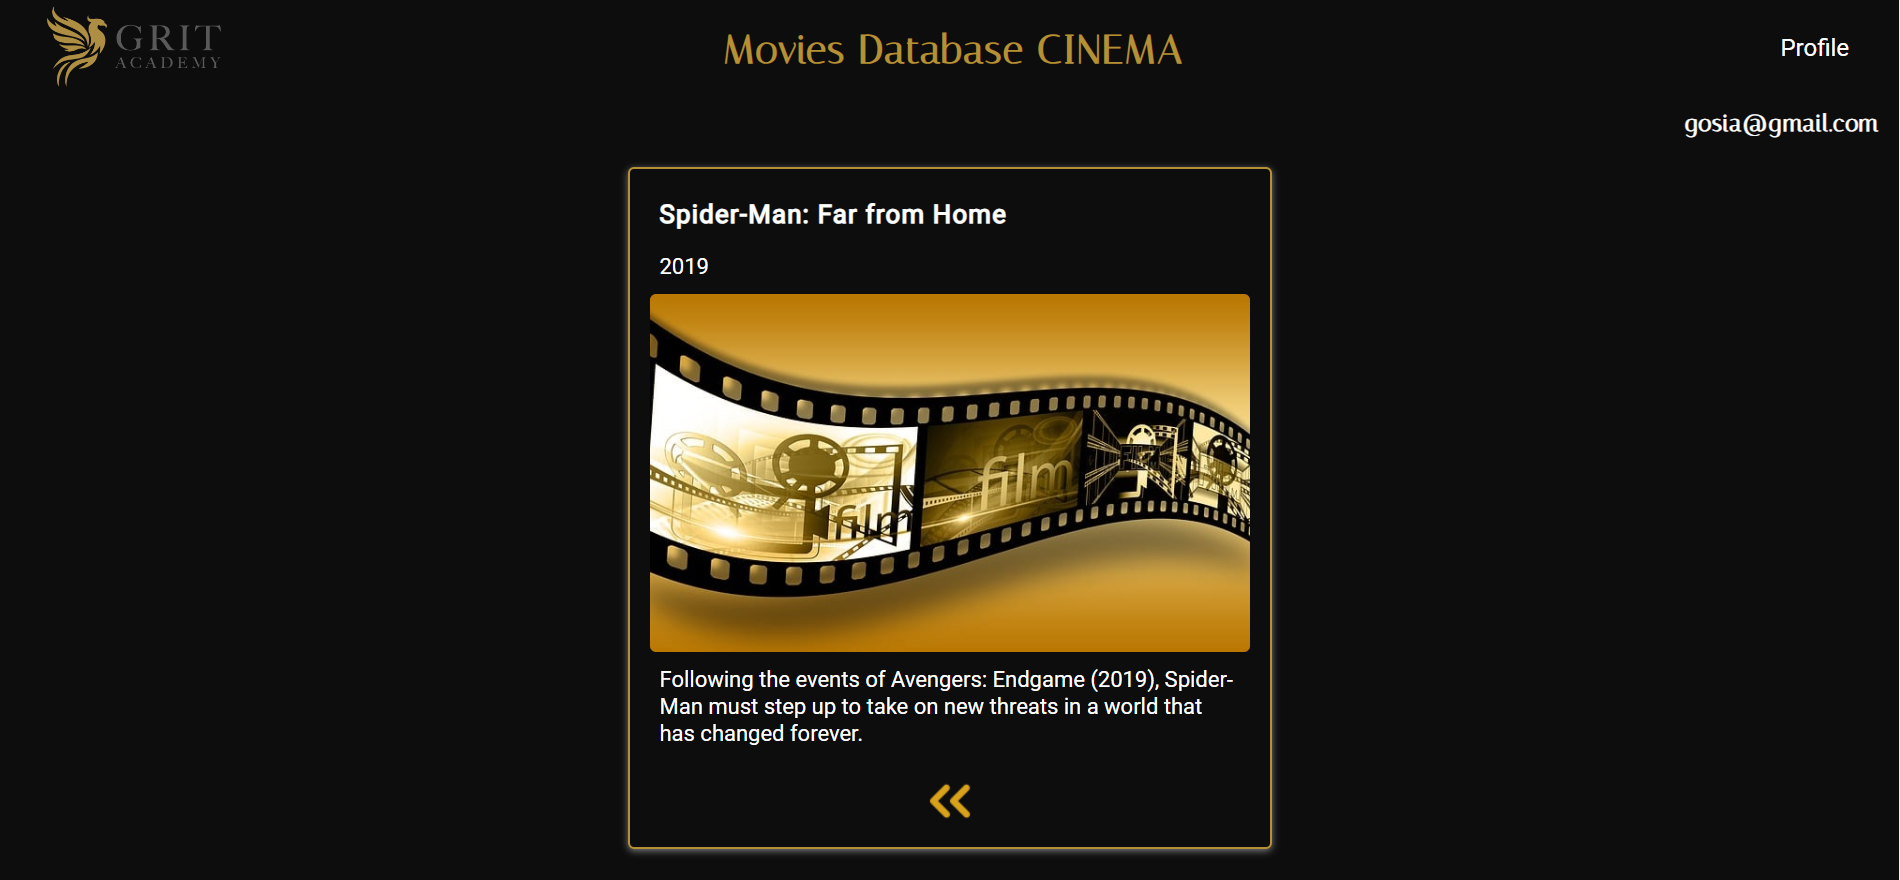 GRIT
ACADEMY
Movies Database CINEMA
Profile
gosia@gmail.com
Spider-Man: Far from Home
2019
film
film
Following the events of Avengers: Endgame (2019), Spider-
Man must step up to take on new threats in a world that
has changed forever.